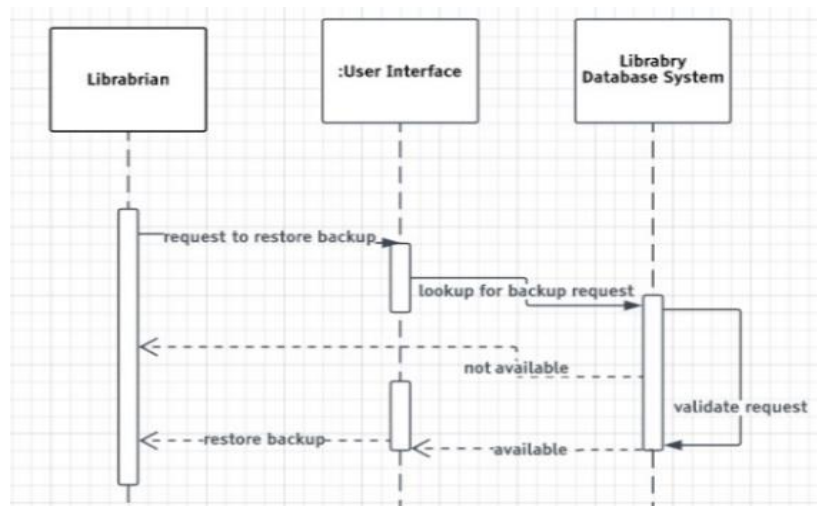 Librabrian
:User Interface
Librabry
Database System
request to restore backup
lookup for backup request
not available
validate request
restore backup
available